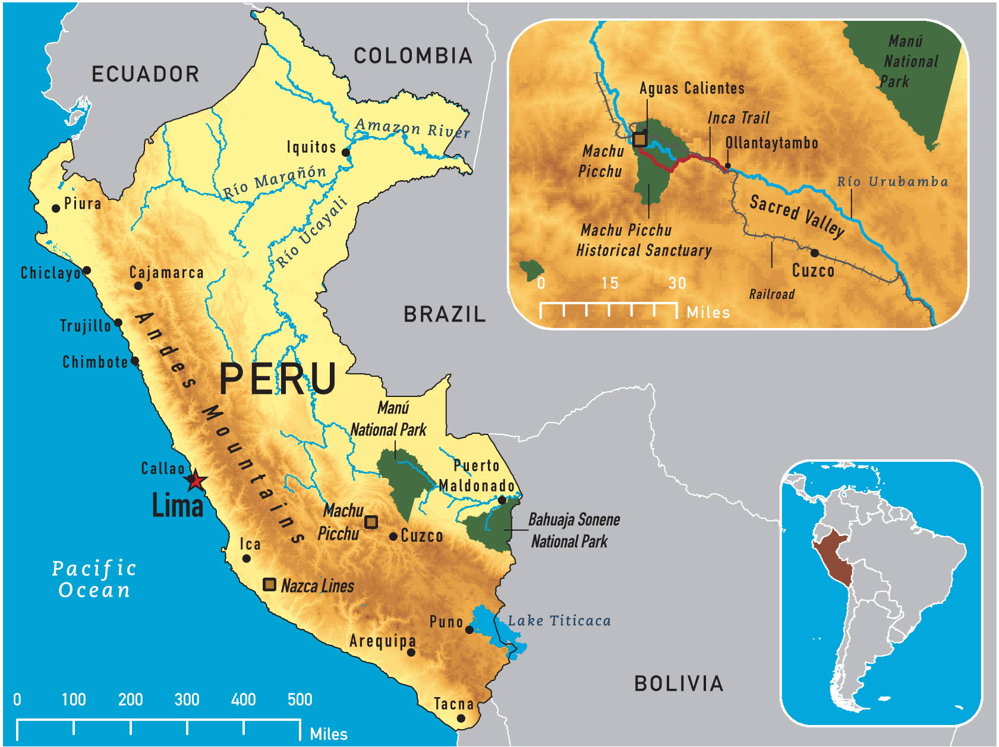 ECUADOR
COLOMBIA
Amazon River
Iquitos
Río Marañón
Río Ucayali
Piura
Chiclayo
Cajamarca
Trujillo
Chimbote
Andes Mountains
BRAZIL
PERU
Manú
National Park
Callao
Lima
Puerto
Maldonado
Machu
Picchu
Cuzco
Bahuaja Sonene
National Park
Ica
Nazca Lines
Pacific
Ocean
Puno
Lake Titicaca
Arequipa
Tacna
BOLIVIA
0 100 200 300 400 500
Miles
Manú
National
Park
Aguas Calientes
Inca Trail
Ollantaytambo
Machu
Picchu
Río Urubamba
Sacred Valley
Machu Picchu
Historical Sanctuary
Cuzco
Railroad
0 15 30
Miles